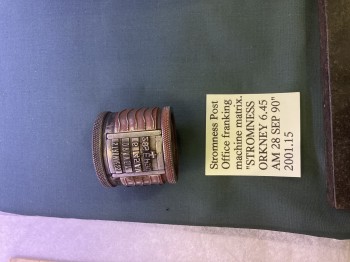 Stromness Post
Office franking
machine matrix.
"STROMNESS
ORKNEY 6.45
AM 28 SEP 90"
2001.15